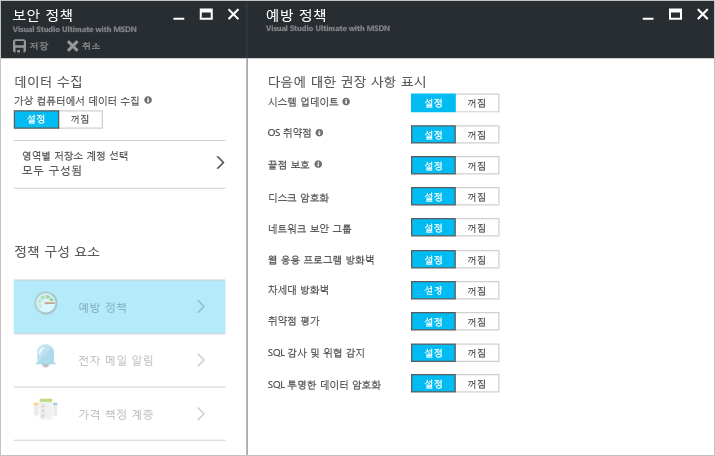 보안 정책
Visual Studio Ultimate with MSDN
저장 취소
데이터 수집
가상 컴퓨터에서 데이터 수집
설정 꺼짐
영역별 저장소 계정 선택
모두 구성됨
정책 구성 요소
예방 정책
전자 메일 알림
가격 책정 계층
예방 정책
Visual Studio Ultimate with MSDN
다음에 대한 권장 사항 표시
시스템 업데이트 설정 꺼짐
OS 취약점 설정 꺼짐
끝점 보호 설정 꺼짐
디스크 암호화 설정 꺼짐
네트워크 보안 그룹 설정 꺼짐
웹 응용 프로그램 방화벽 설정 꺼짐
차세대 방화벽 설정 꺼짐
취약점 평가 설정 꺼짐
SQL 감사 및 위협 감지 설정 꺼짐
SQL 투명한 데이터 암호화 설정 꺼짐